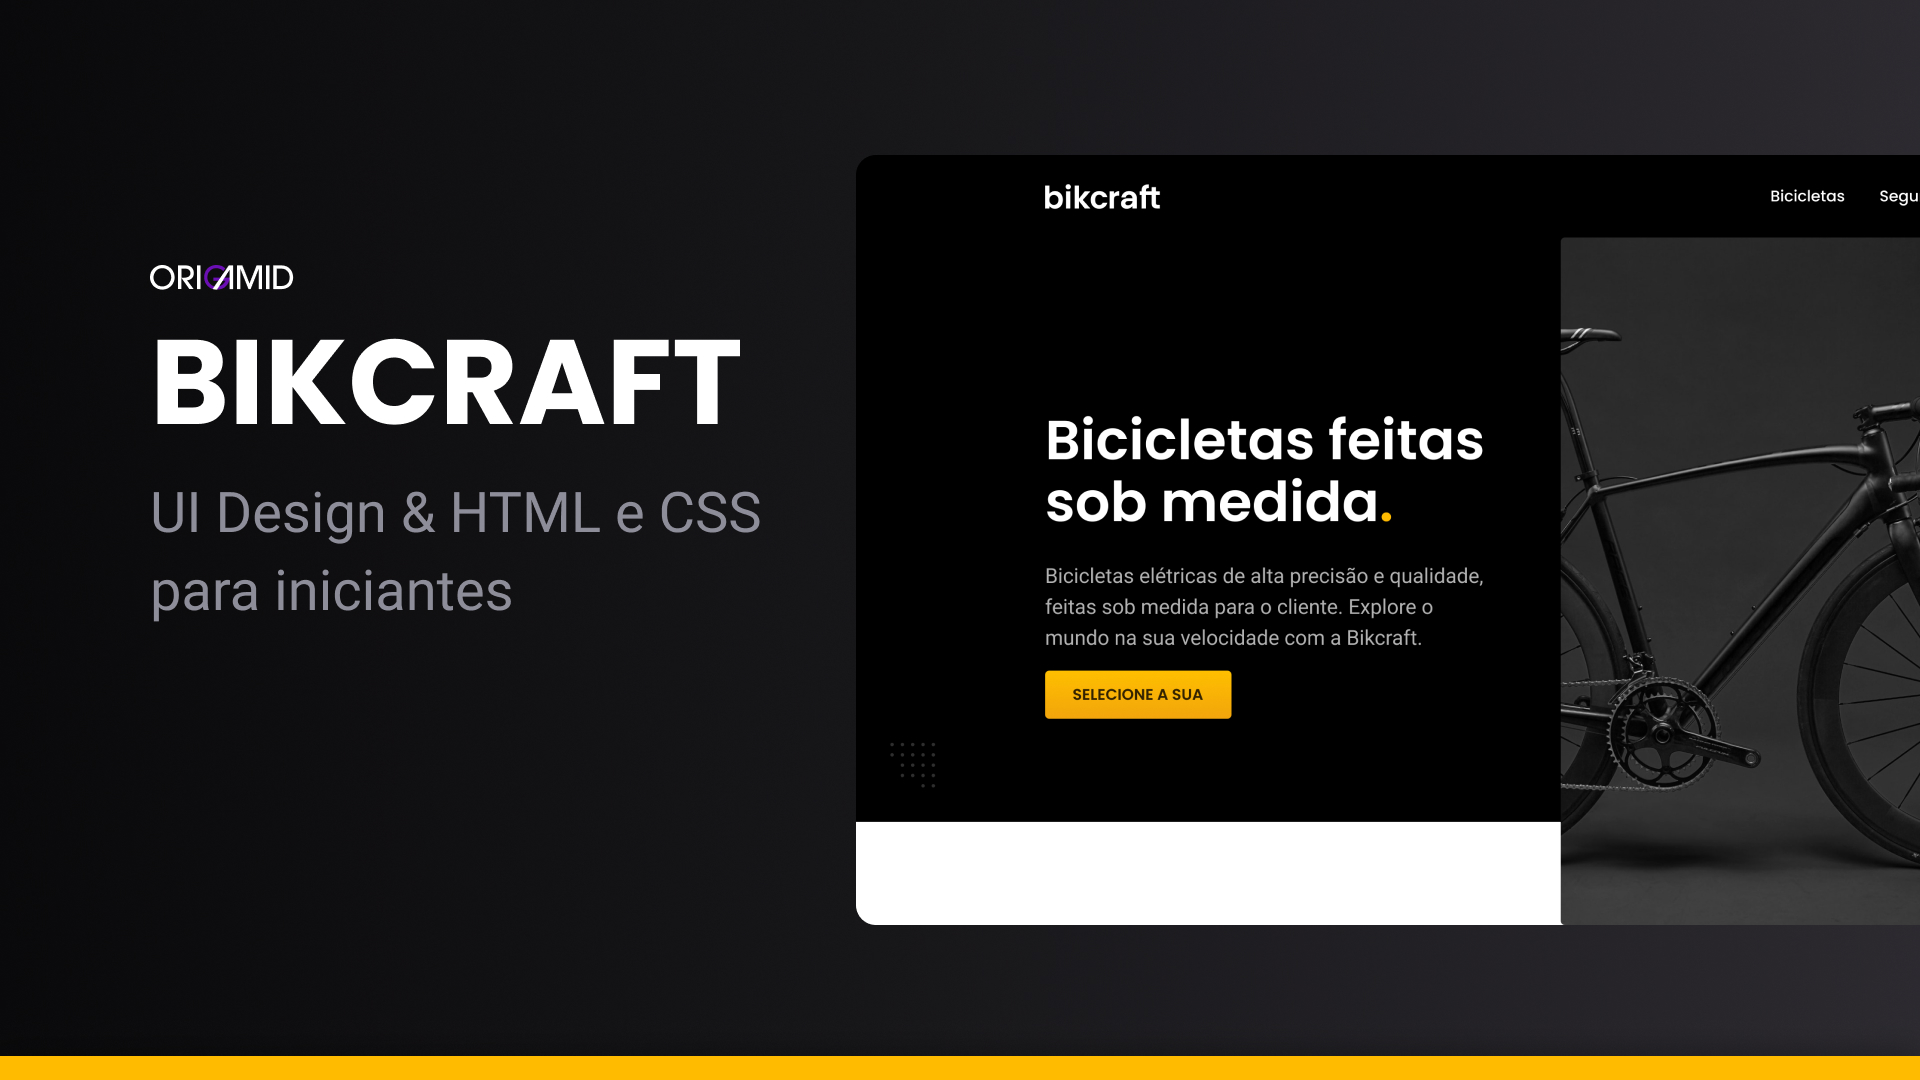 ORIGAMID
BIKCRAFT
UI Design & HTML e CSS
para iniciantes
bikcraft
Bicicletas
Segu
Bicicletas feitas
sob medida.
Bicicletas elétricas de alta precisão e qualidade,
feitas sob medida para o cliente. Explore o
mundo na sua velocidade com a Bikcraft.
SELECIONE A SUA